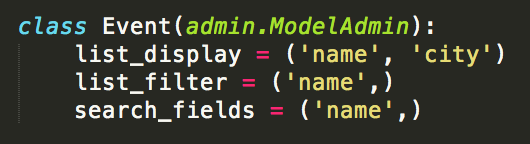 class Event(admin.ModelAdmin):
    list_display = ('name', 'city')
    list_filter = ('name',)
    search_fields = ('name',)